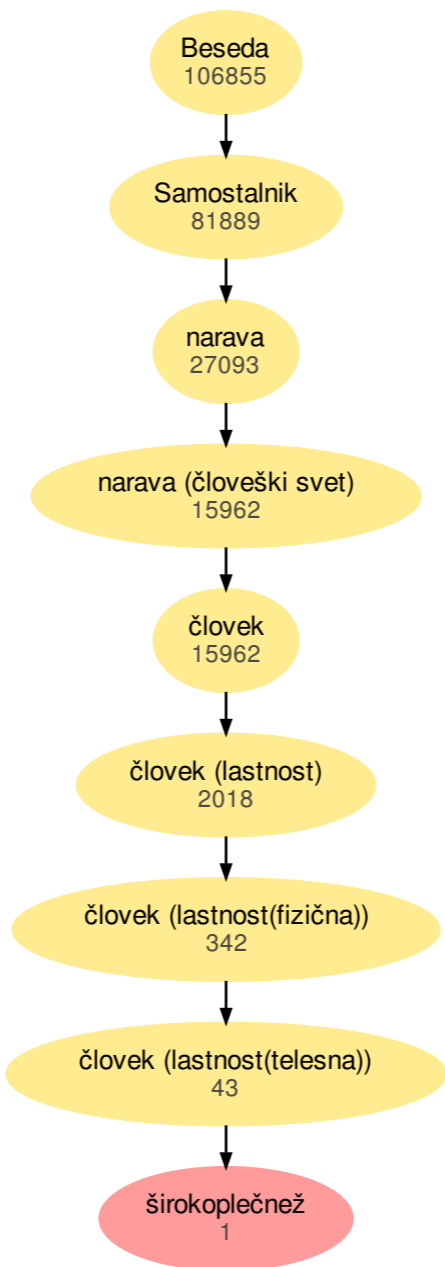 Beseda
106855
Samostalnik
81889
narava
27093
narava (človeški svet)
15962
človek
15962
človek (lastnost)
2018
človek (lastnost(fizična))
342
človek (lastnost(telesna))
43
širokoplečnež
1